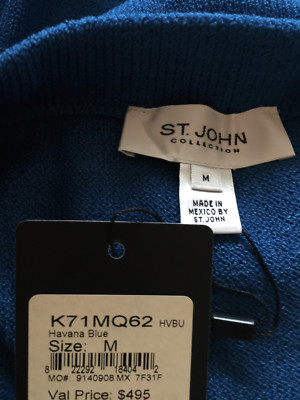 ST. JOHN
COLLECTION
M
MADE IN
MEXICO BY
ST. JOHN
K71MQ62 HVBU
Havana Blue
Size: M
8 22292 18404 2
MO# 9140908 MX 7F31F
Val Price: $495